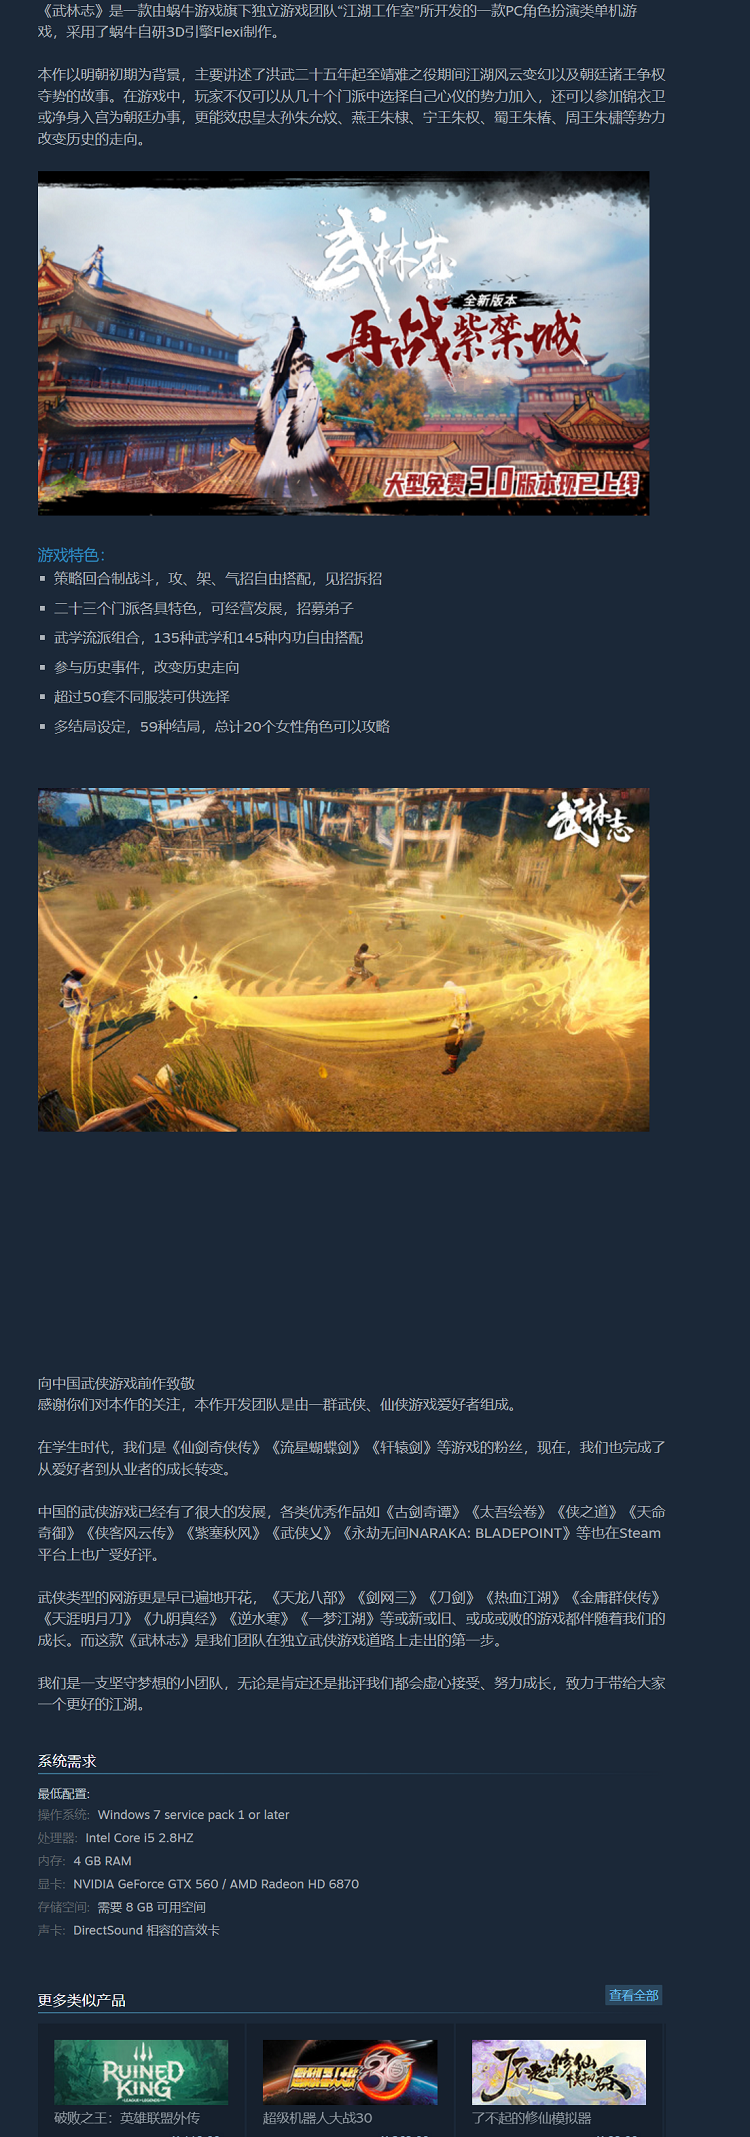 《武林志》是一款由蜗牛游戏旗下独立游戏团队“江湖工作室”所开发的一款PC角色扮演类单机游
戏，采用了蜗牛自研3D引擎Flexi制作。
本作以明朝初期为背景，主要讲述了洪武二十五年起至靖难之役期间江湖风云变幻以及朝廷诸王争权
夺势的故事。在游戏中，玩家不仅可以从几十个门派中选择自己心仪的势力加入，还可以参加锦衣卫
或净身入宫为朝廷办事，更能效忠皇太孙朱允炆、燕王朱棣、宁王朱权、蜀王朱椿、周王朱橚等势力
改变历史的走向。
武林志
全新版本
再战紫禁城
大型免费3.0版本现已上线
游戏特色：
策略回合制战斗，攻、架、气招自由搭配，见招拆招
二十三个门派各具特色，可经营发展，招募弟子
武学流派组合，135种武学和145种内功自由搭配
参与历史事件，改变历史走向
超过50套不同服装可供选择
多结局设定，59种结局，总计20个女性角色可以攻略
武林志
向中国武侠游戏前作致敬
感谢你们对本作的关注，本作开发团队是由一群武侠、仙侠游戏爱好者组成。
在学生时代，我们是《仙剑奇侠传》《流星蝴蝶剑》《轩辕剑》等游戏的粉丝，现在，我们也完成了
从爱好者到从业者的成长转变。
中国的武侠游戏已经有了很大的发展，各类优秀作品如《古剑奇谭》《太吾绘卷》《侠之道》《天命
奇御》《侠客风云传》《紫塞秋风》《武侠乂》《永劫无间NARAKA: BLADEPOINT》等也在Steam
平台上也广受好评。
武侠类型的网游更是早已遍地开花，《天龙八部》《剑网三》《刀剑》《热血江湖》《金庸群侠传》
《天涯明月刀》《九阴真经》《逆水寒》《一梦江湖》等或新或旧、或成或败的游戏都伴随着我们的
成长。而这款《武林志》是我们团队在独立武侠游戏道路上走出的第一步。
我们是一支坚守梦想的小团队，无论是肯定还是批评我们都会虚心接受、努力成长，致力于带给大家
一个更好的江湖。
系统需求
最低配置:
操作系统: Windows 7 service pack 1 or later
处理器: Intel Core i5 2.8HZ
内存: 4 GB RAM
显卡: NVIDIA GeForce GTX 560 / AMD Radeon HD 6870
存储空间: 需要 8 GB 可用空间
声卡: DirectSound 相容的音效卡
更多类似产品 查看全部
RUINED KING
超级机器人大战30
了不起的修仙模拟器
破败之王：英雄联盟外传 超级机器人大战30 了不起的修仙模拟器